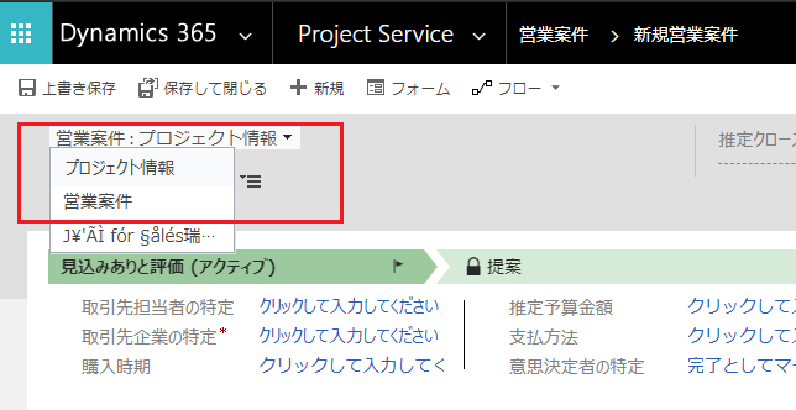 Dynamics 365 Project Service 営業案件 > 新規営業案件
上書き保存 保存して閉じる 新規 フォーム フロー
営業案件 : プロジェクト情報 推定クロー
プロジェクト情報
営業案件
J¥'ÃÌ fór §ålés瑞…
見込みありと評価 (アクティブ) 提案
取引先担当者の特定 クリックして入力してください 推定予算金額 クリックして
取引先企業の特定* クリックして入力してください 支払方法 クリックして
購入時期 クリックして入力してく 意思決定者の特定 完了としてマー